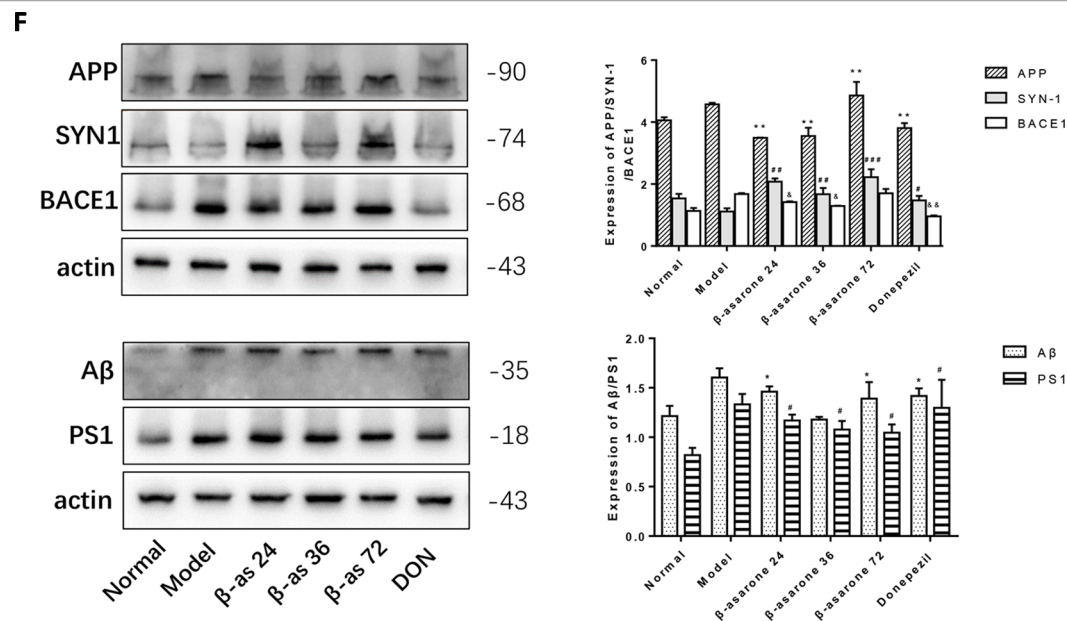 F
APP
-90
SYN1
-74
BACE1
-68
actin
-43
Aβ
-35
PS1
-18
actin
-43
Normal
Model
β-as 24
β-as 36
β-as 72
DON
Expression of APP/SYN-1
/BACE1
6
4
2
0
**
##
&
**
##
&
**
###
**
#
&&
Normal
Model
β-asarone 24
β-asarone 36
β-asarone 72
Donepezil
APP
SYN-1
BACE1
Expression of Aβ/PS1
2.0
1.5
1.0
0.5
0.0
*
#
#
*
#
*
#
Normal
Model
β-asarone 24
β-asarone 36
β-asarone 72
Donepezil
Aβ
PS1